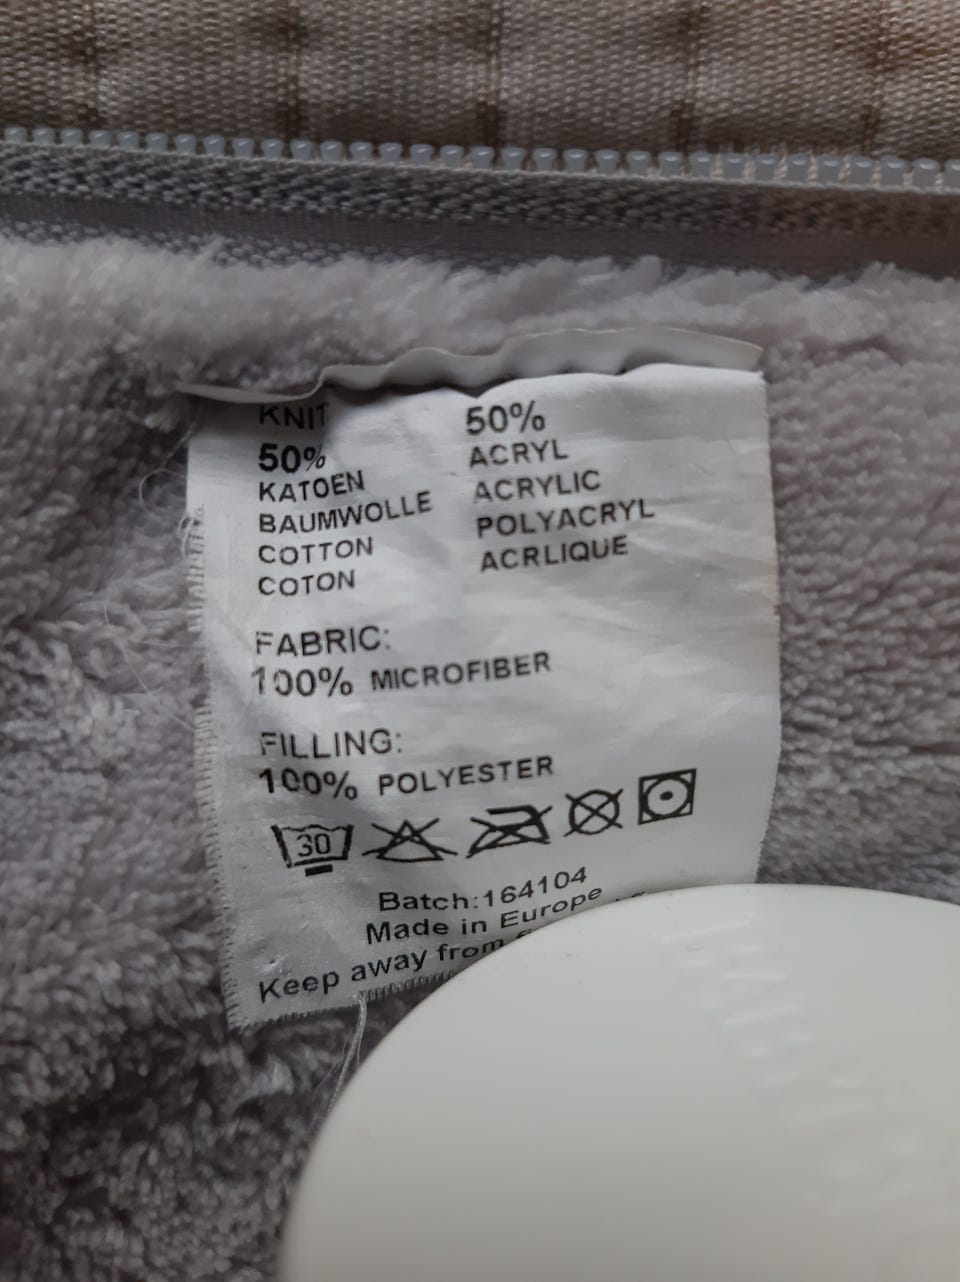 KNIT
50%
KATOEN
BAUMWOLLE
COTTON
COTON
50%
ACRYL
ACRYLIC
POLYACRYL
ACRLIQUE
FABRIC:
100% MICROFIBER
FILLING:
100% POLYESTER
30
Batch:164104
Made in Europe
Keep away from